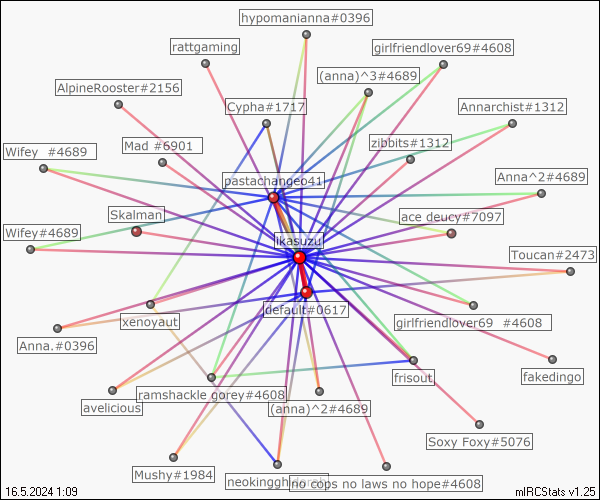 hypomanianna#0396
rattgaming
girlfriendlover69#4608
(anna)^3#4689
AlpineRooster#2156
Cypha#1717
Annarchist#1312
Mad #6901
zibbits#1312
Wifey #4689
pastachangeo41
Anna^2#4689
Skalman
ace deucy#7097
Wifey#4689
ikasuzu
Toucan#2473
default#0617
xenoyaut
girlfriendlover69 #4608
Anna.#0396
frisout
fakedingo
ramshackle gorey#4608
avelicious
(anna)^2#4689
Soxy Foxy#5076
Mushy#1984
no cops no laws no hope#4608
16.5.2024 1:09
mIRCStats v1.25